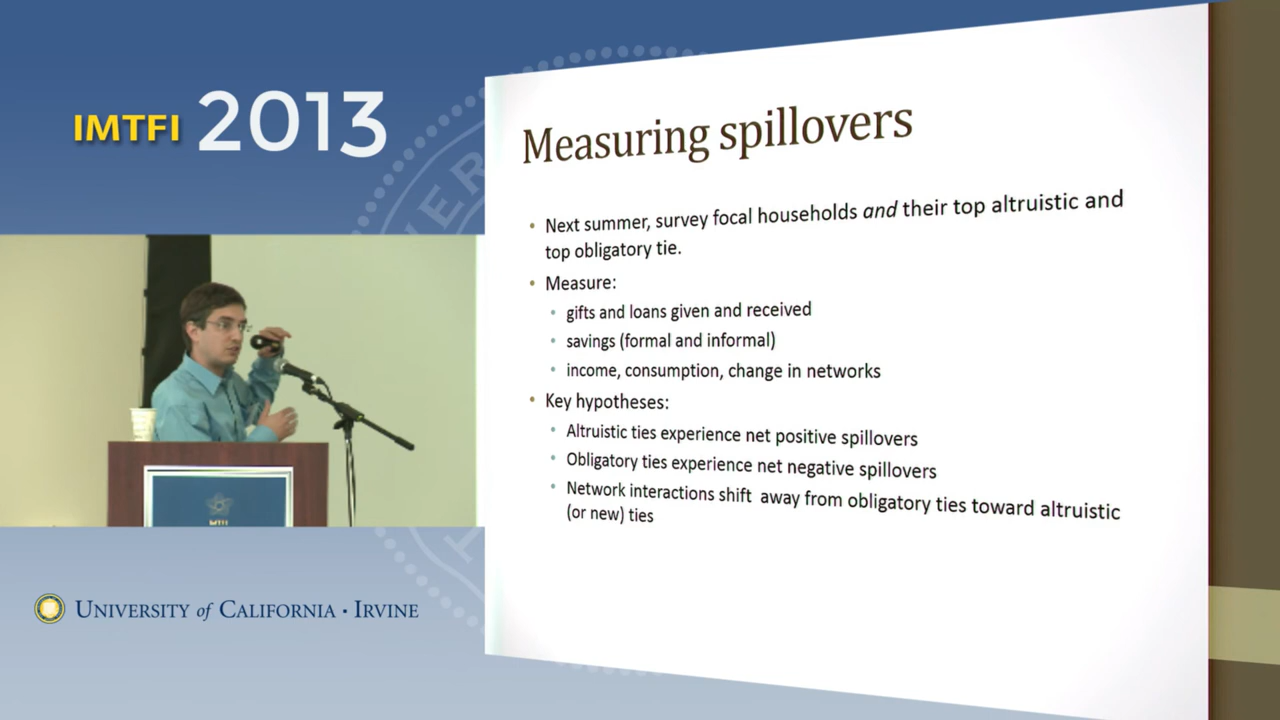 IMTFI 2013
Measuring spillovers
• Next summer, survey focal households and their top altruistic and
top obligatory tie.
• Measure:
• gifts and loans given and received
• savings (formal and informal)
• income, consumption, change in networks
• Key hypotheses:
• Altruistic ties experience net positive spillovers
• Obligatory ties experience net negative spillovers
• Network interactions shift away from obligatory ties toward altruistic
(or new) ties
UNIVERSITY of CALIFORNIA • IRVINE